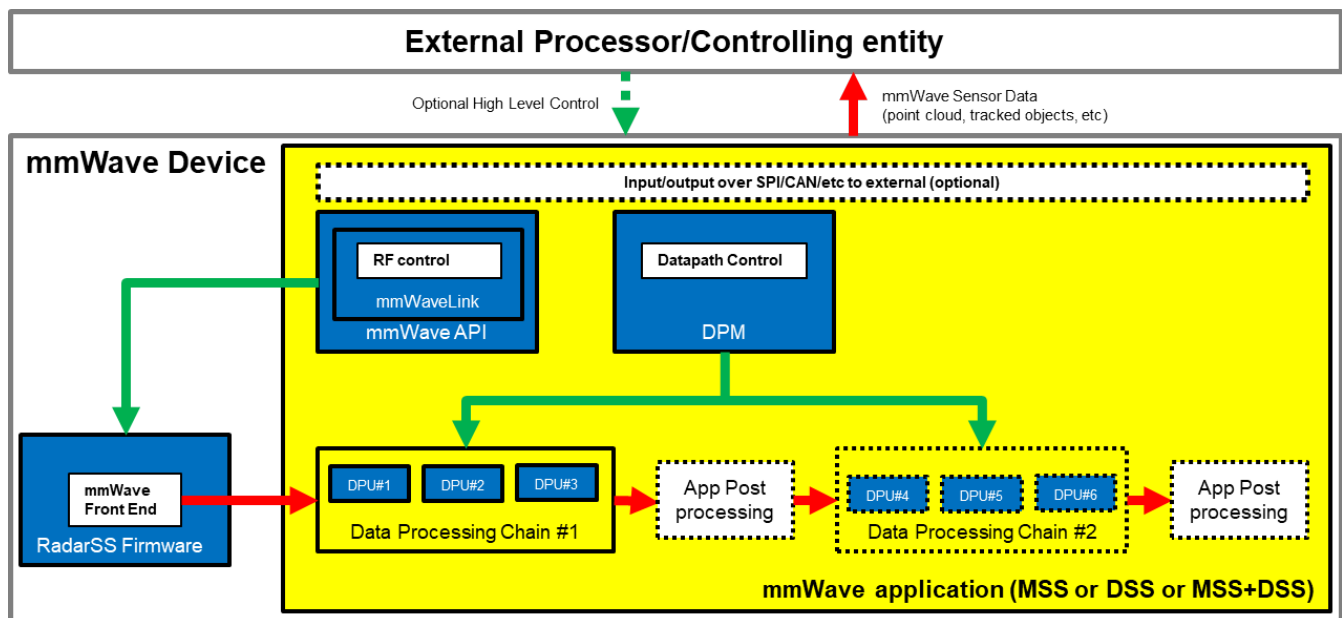 External Processor/Controlling entity
Optional High Level Control
mmWave Sensor Data
(point cloud, tracked objects, etc)
mmWave Device
Input/output over SPI/CAN/etc to external (optional)
RF control
mmWaveLink
mmWave API
Datapath Control
DPM
mmWave
Front End
RadarSS Firmware
DPU#1
DPU#2
DPU#3
Data Processing Chain #1
App Post
processing
DPU#4
DPU#5
DPU#6
Data Processing Chain #2
App Post
processing
mmWave application (MSS or DSS or MSS+DSS)